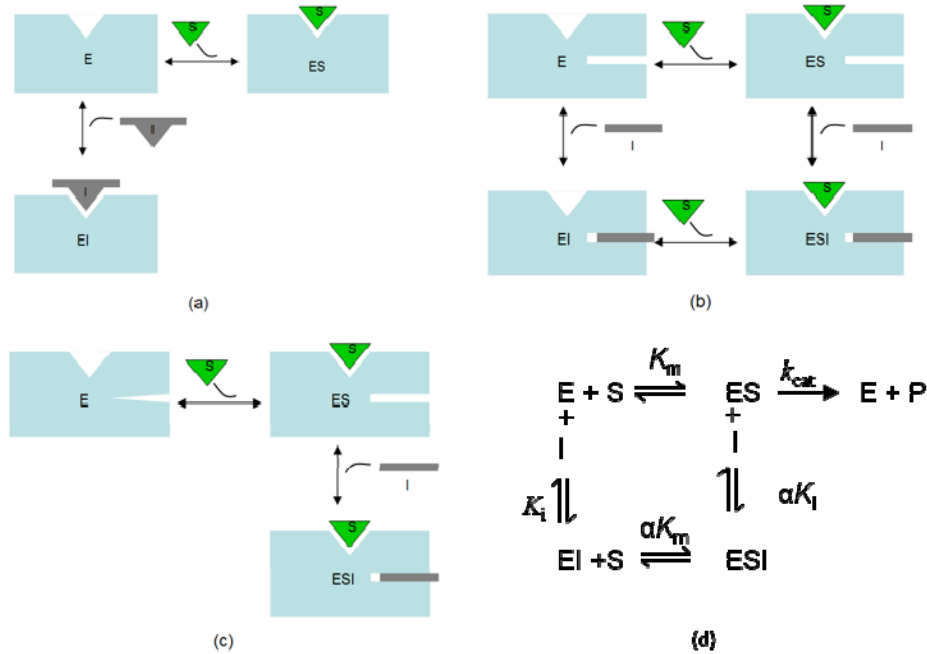 S S
E ES
I
I
EI
(a)
S S
E ES
I I
S S
EI ESI
(b)
S S
E ES
I
S
ESI
(c)
Km kcat
E + S ES E + P
+ +
I I
Ki αKI
αKm
EI +S ESI
(d)